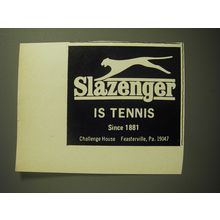 Slazenger
IS TENNIS
Since 1881
Challenge House Feasterville, Pa. 19047